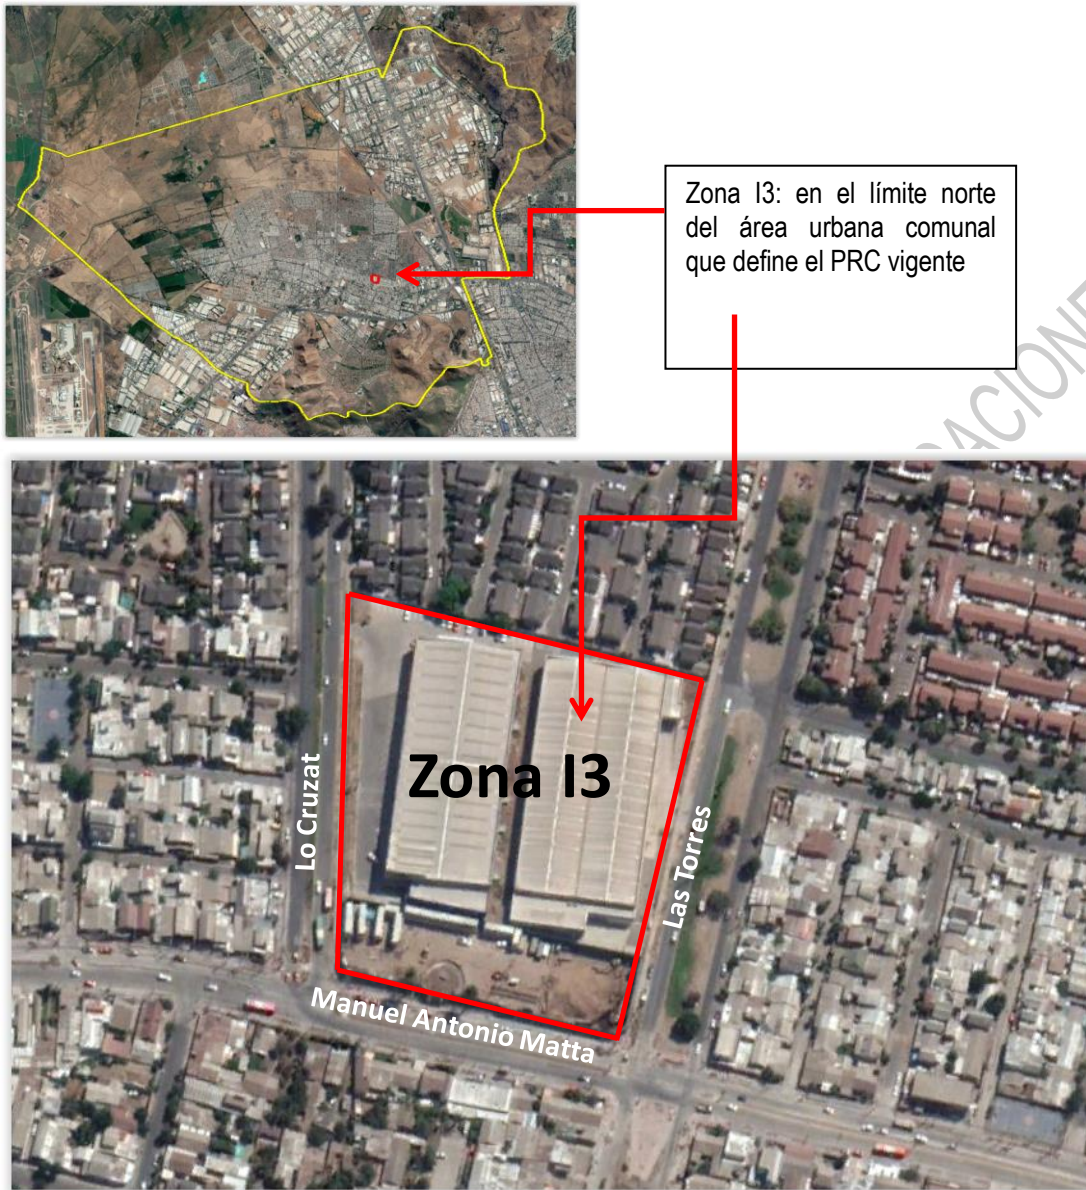 Zona I3: en el límite norte
del área urbana comunal
que define el PRC vigente
Zona I3
Lo Cruzat
Las Torres
Manuel Antonio Matta